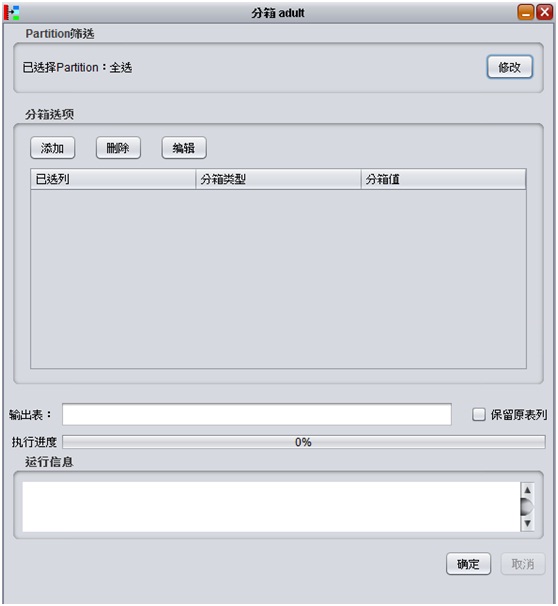 分箱 adult
Partition筛选
已选择Partition：全选
修改
分箱选项
添加 删除 编辑
已选列 分箱类型 分箱值
输出表： 保留原表列
执行进度 0%
运行信息
确定 取消